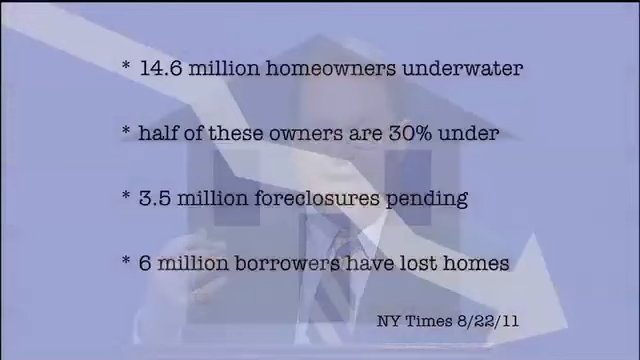 * 14.6 million homeowners underwater
* half of these owners are 30% under
* 3.5 million foreclosures pending
* 6 million borrowers have lost homes
NY Times 8/22/11